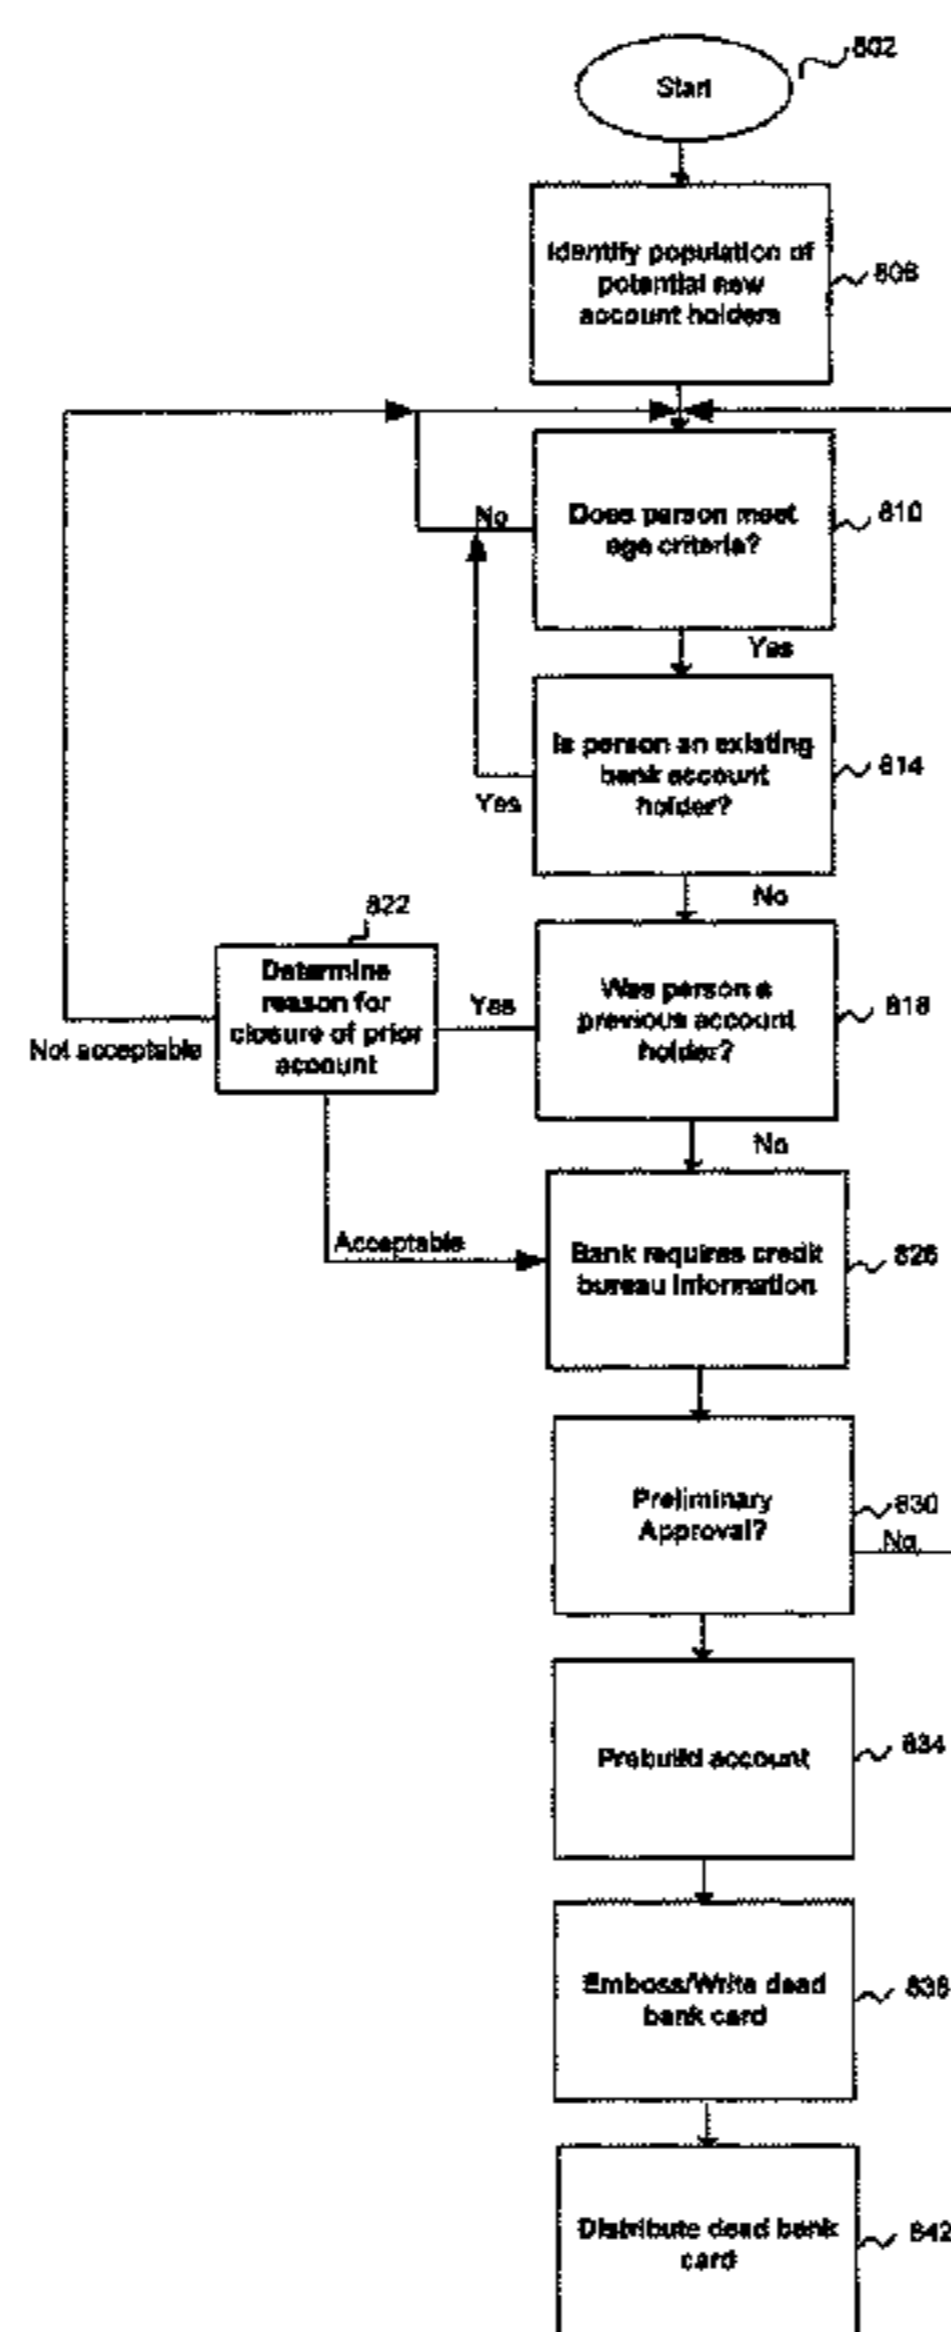 802
Start
Identify population of
potential new
account holders
806
Does person meet
age criteria?
810
No
Yes
Is person an existing
bank account
holder?
814
Yes
No
822
Determine
reason for
closure of prior
account
Yes
Was person a
previous account
holder?
818
Not acceptable
No
Acceptable
Bank requires credit
bureau information
826
Preliminary
Approval?
830
No
Prebuild account
834
Emboss/Write dead
bank card
838
Distribute dead bank
card
842